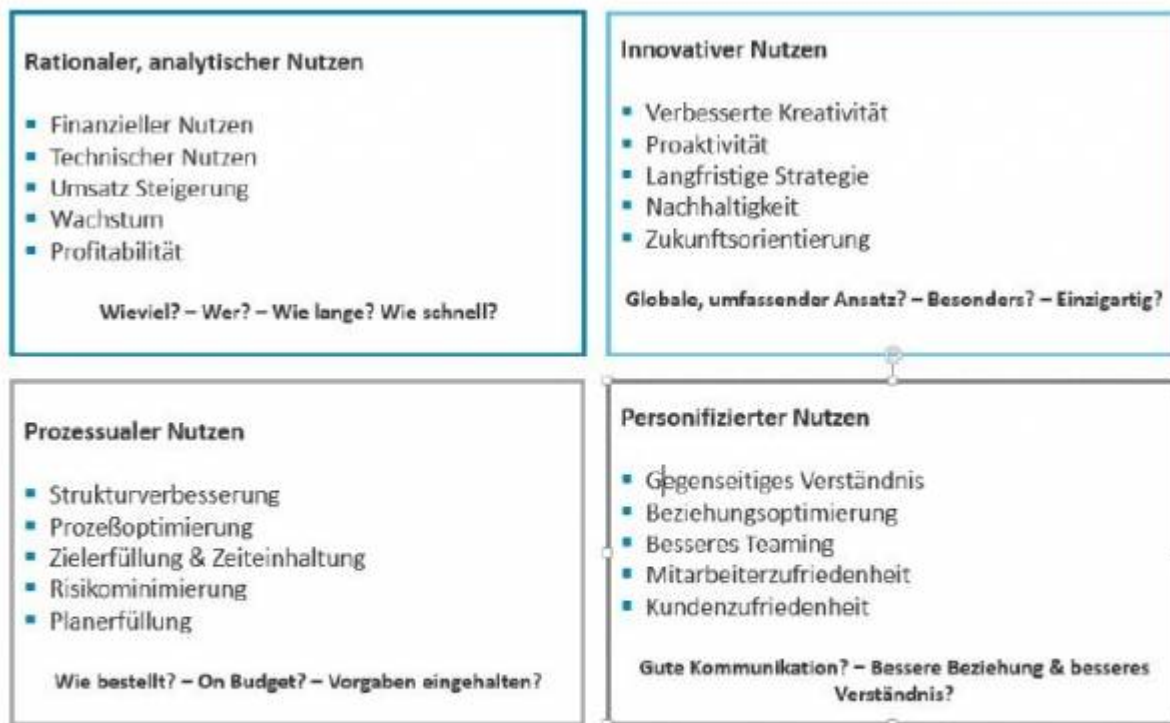 Rationaler, analytischer Nutzen
Finanzieller Nutzen
Technischer Nutzen
Umsatz Steigerung
Wachstum
Profitabilität
Wieviel? – Wer? – Wie lange? Wie schnell?
Innovativer Nutzen
Verbesserte Kreativität
Proaktivität
Langfristige Strategie
Nachhaltigkeit
Zukunftsorientierung
Globale, umfassender Ansatz? – Besonders? – Einzigartig?
Prozessualer Nutzen
Strukturverbesserung
Prozeßoptimierung
Zielerfüllung & Zeiteinhaltung
Risikominimierung
Planerfüllung
Wie bestellt? – On Budget? – Vorgaben eingehalten?
Personifizierter Nutzen
Gegenseitiges Verständnis
Beziehungsoptimierung
Besseres Teaming
Mitarbeiterzufriedenheit
Kundenzufriedenheit
Gute Kommunikation? – Bessere Beziehung & besseres
Verständnis?